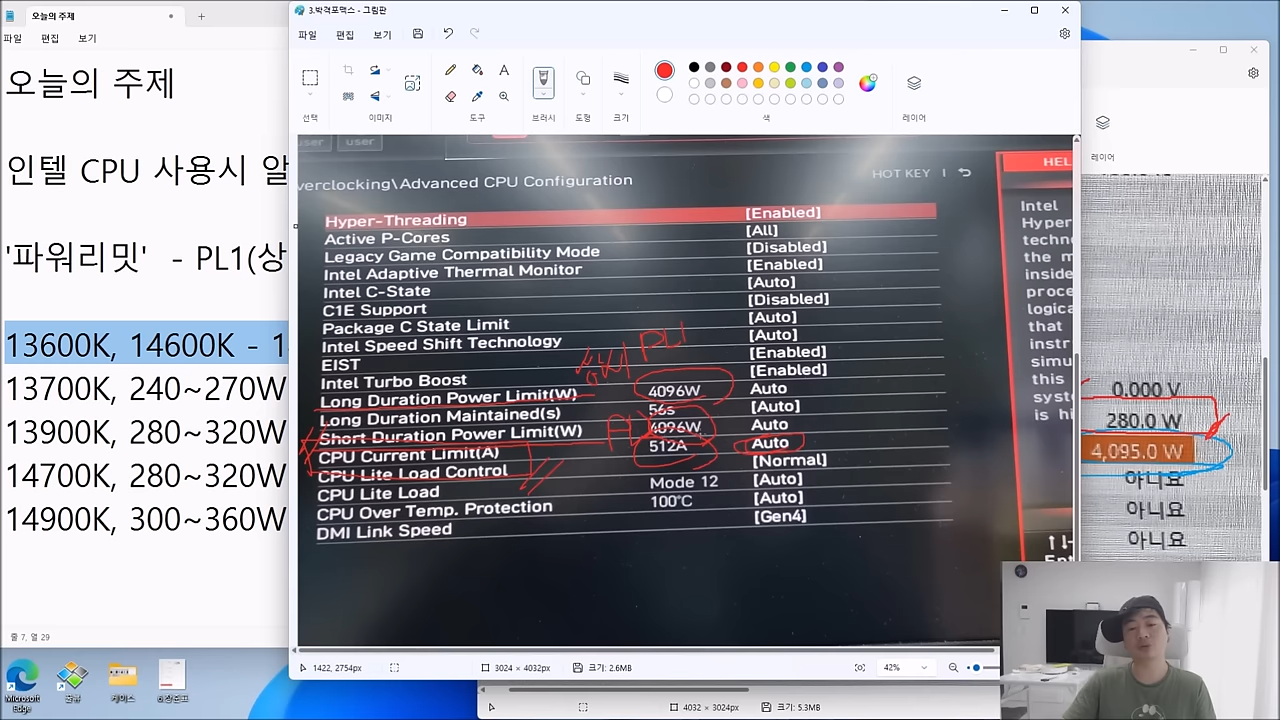 오늘의 주제
파일 편집 보기
오늘의 주제
인텔 CPU 사용시 알
'파워리밋' - PL1(상
13600K, 14600K - 1
13700K, 240~270W
13900K, 280~320W
14700K, 280~320W
14900K, 300~360W
줄 7, 열 29
Microsoft Edge
케이스
3.박격포맥스 - 그림판
파일 편집 보기
선택
이미지
도구
브러시
도형
크기
색
레이어
user
user
verclocking\Advanced CPU Configuration
HOT KEY
Hyper-Threading [Enabled]
Active P-Cores [All]
Legacy Game Compatibility Mode [Disabled]
Intel Adaptive Thermal Monitor [Enabled]
Intel C-State [Auto]
C1E Support [Disabled]
Package C State Limit [Auto]
Intel Speed Shift Technology [Auto]
EIST [Enabled]
Intel Turbo Boost [Enabled]
Long Duration Power Limit(W) 4096W Auto
Long Duration Maintained(s) 56s [Auto]
Short Duration Power Limit(W) 4096W Auto
CPU Current Limit(A) 512A Auto
CPU Lite Load Control [Normal]
CPU Lite Load Mode 12 [Auto]
CPU Over Temp. Protection 100°C [Auto]
DMI Link Speed [Gen4]
PL1
HEL
Intel
Hyper
techn
the m
inside
proce
logica
that
instr
simu
this
syst
is hi
1422, 2754px
3024 × 4032px
크기: 2.6MB
42%
레이어
0.000 V
280.0 W
4,095.0 W
아니요
아니요
아니요
4032 × 3024px
크기: 5.3MB